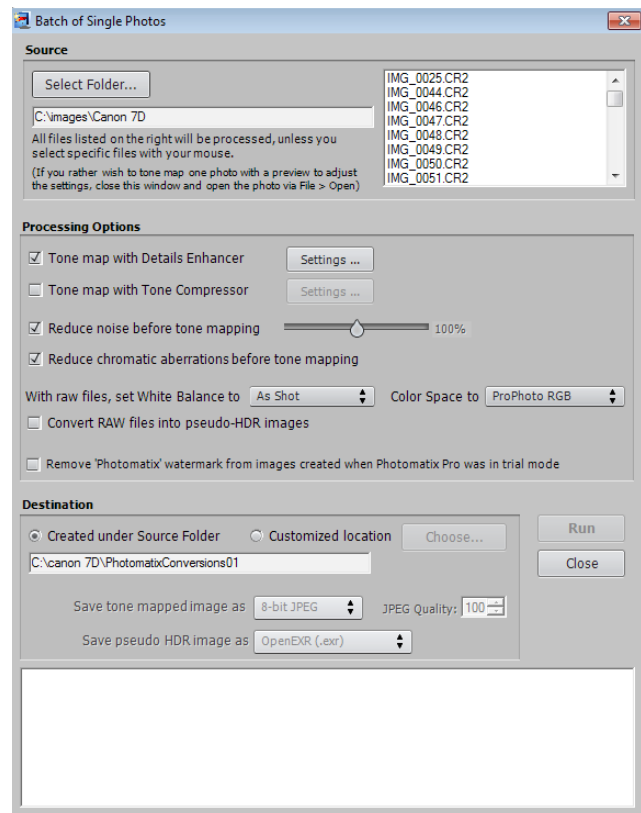 Batch of Single Photos
Source
Select Folder...
C:\images\Canon 7D
All files listed on the right will be processed, unless you
select specific files with your mouse.
(If you rather wish to tone map one photo with a preview to adjust
the settings, close this window and open the photo via File > Open)
IMG_0025.CR2
IMG_0044.CR2
IMG_0046.CR2
IMG_0047.CR2
IMG_0048.CR2
IMG_0049.CR2
IMG_0050.CR2
IMG_0051.CR2
Processing Options
Tone map with Details Enhancer Settings ...
Tone map with Tone Compressor Settings ...
Reduce noise before tone mapping 100%
Reduce chromatic aberrations before tone mapping
With raw files, set White Balance to As Shot Color Space to ProPhoto RGB
Convert RAW files into pseudo-HDR images
Remove 'Photomatix' watermark from images created when Photomatix Pro was in trial mode
Destination
Created under Source Folder Customized location Choose...
C:\canon 7D\PhotomatixConversions01
Save tone mapped image as 8-bit JPEG JPEG Quality: 100
Save pseudo HDR image as OpenEXR (.exr)
Run
Close